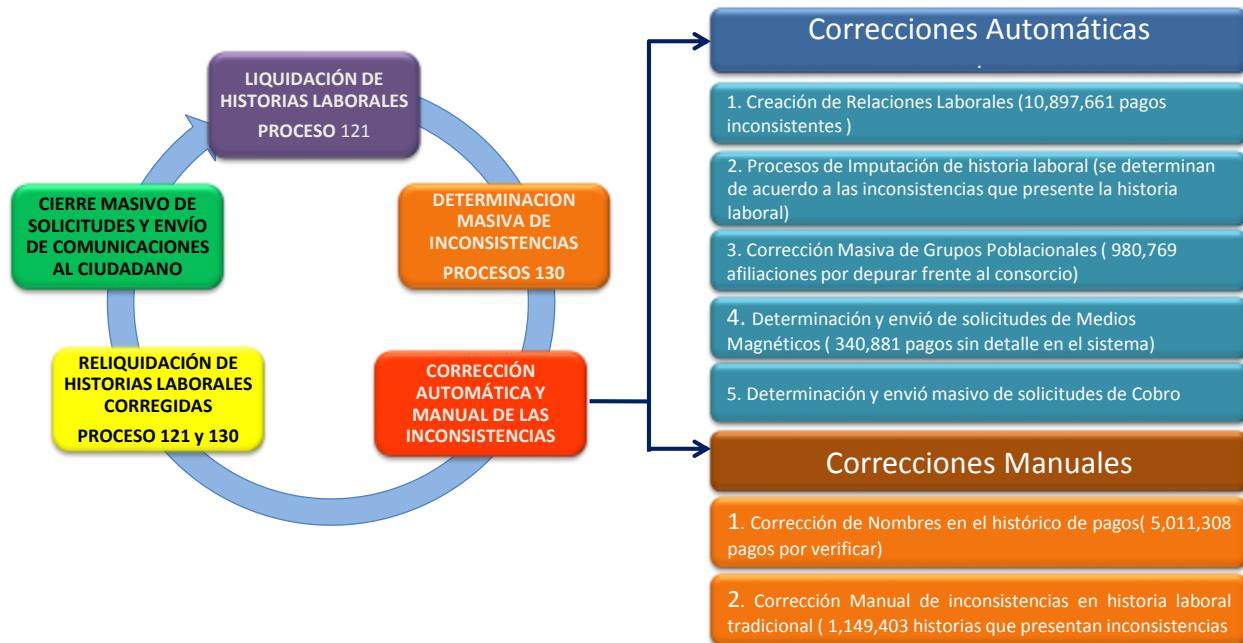 LIQUIDACIÓN DE
HISTORIAS LABORALES
PROCESO 121
DETERMINACION
MASIVA DE
INCONSISTENCIAS
PROCESOS 130
CORRECCIÓN
AUTOMÁTICA Y
MANUAL DE LAS
INCONSISTENCIAS
RELIQUIDACIÓN DE
HISTORIAS LABORALES
CORREGIDAS
PROCESO 121 y 130
CIERRE MASIVO DE
SOLICITUDES Y ENVÍO
DE COMUNICACIONES
AL CIUDADANO
Correcciones Automáticas
.
1. Creación de Relaciones Laborales (10,897,661 pagos
inconsistentes )
2. Procesos de Imputación de historia laboral (se determinan
de acuerdo a las inconsistencias que presente la historia
laboral)
3. Corrección Masiva de Grupos Poblacionales ( 980,769
afiliaciones por depurar frente al consorcio)
4. Determinación y envió de solicitudes de Medios
Magnéticos ( 340,881 pagos sin detalle en el sistema)
5. Determinación y envió masivo de solicitudes de Cobro
Correcciones Manuales
1. Corrección de Nombres en el histórico de pagos( 5,011,308
pagos por verificar)
2. Corrección Manual de inconsistencias en historia laboral
tradicional ( 1,149,403 historias que presentan inconsistencias